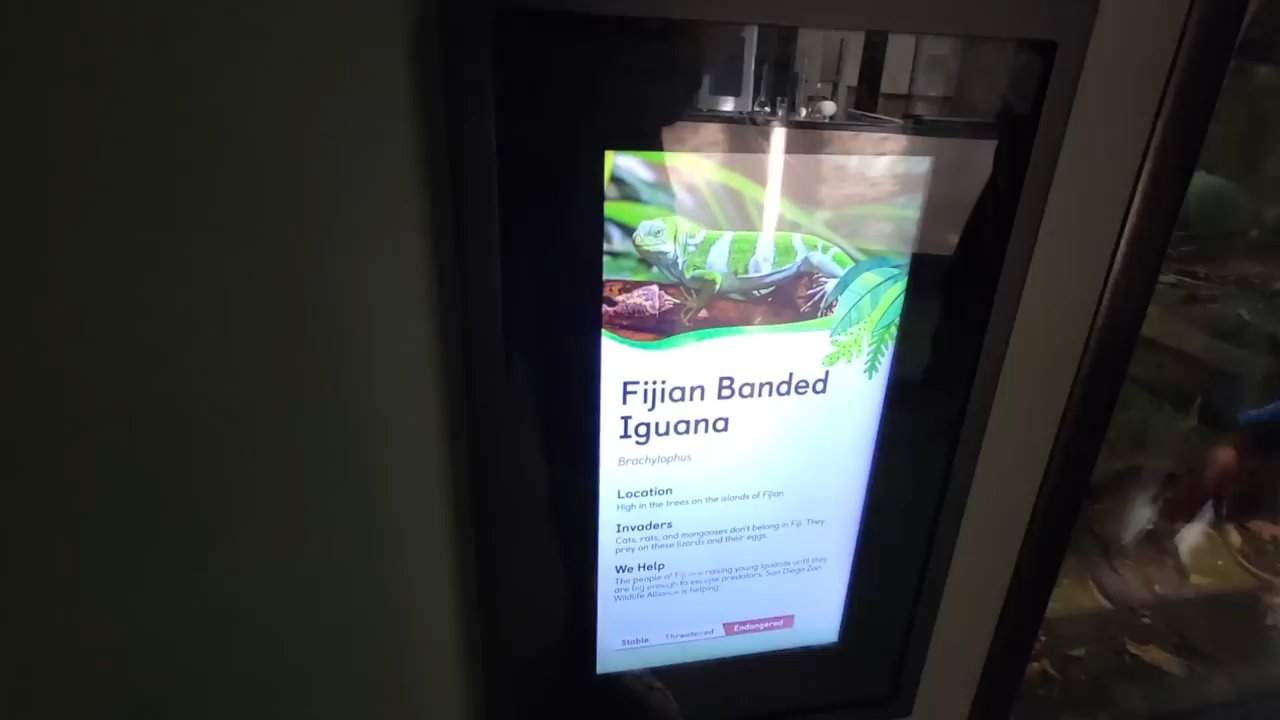 Fijian Banded
Iguana
Brachylophus
Location
High in the trees on the islands of Fijian
Invaders
Cats, rats, and mongooses don't belong in Fiji. They
prey on these lizards and their eggs.
We Help
The people of Fiji are raising young iguanas until they
are big enough to escape predators. San Diego Zoo
Wildlife Alliance is helping.
Stable Threatened Endangered